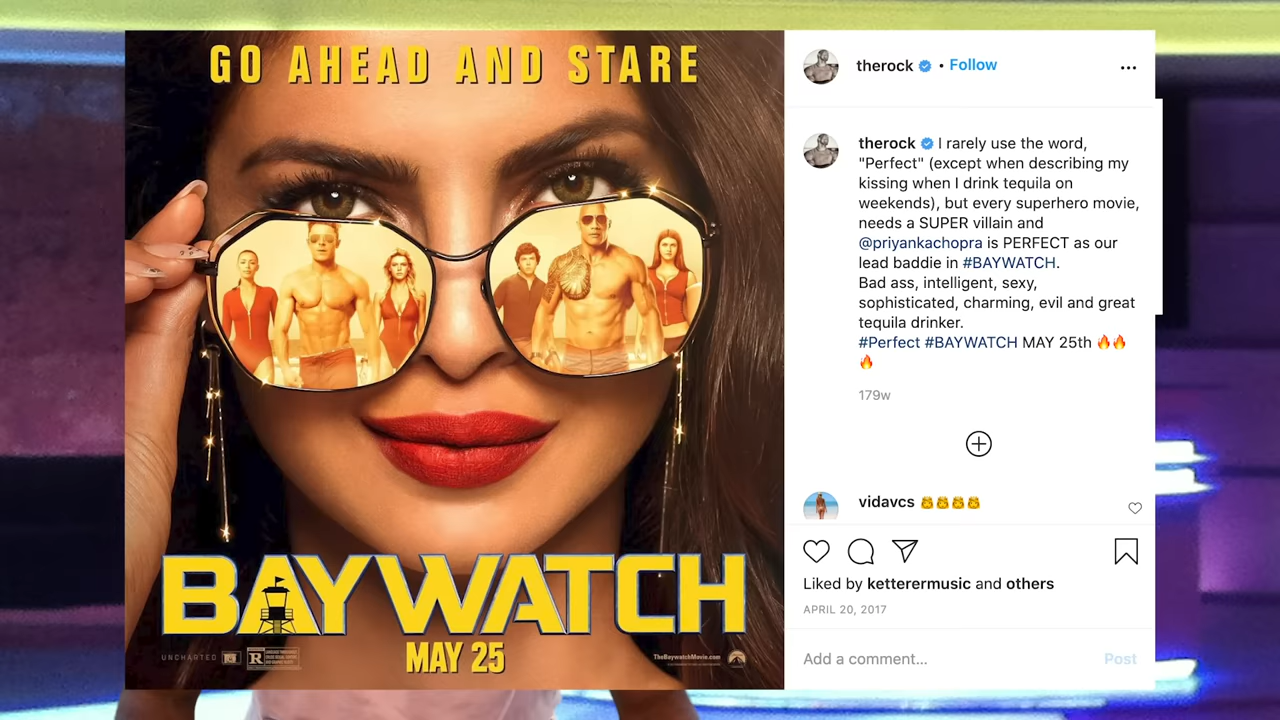 GO AHEAD AND STARE
BAYWATCH
MAY 25
UNCHARTED
R
TheBaywatchMovie.com
therock • Follow
therock I rarely use the word,
"Perfect" (except when describing my
kissing when I drink tequila on
weekends), but every superhero movie,
needs a SUPER villain and
@priyankachopra is PERFECT as our
lead baddie in #BAYWATCH.
Bad ass, intelligent, sexy,
sophisticated, charming, evil and great
tequila drinker.
#Perfect #BAYWATCH MAY 25th 🔥🔥
🔥
179w
vidavcs
Liked by ketterermusic and others
APRIL 20, 2017
Add a comment...
Post